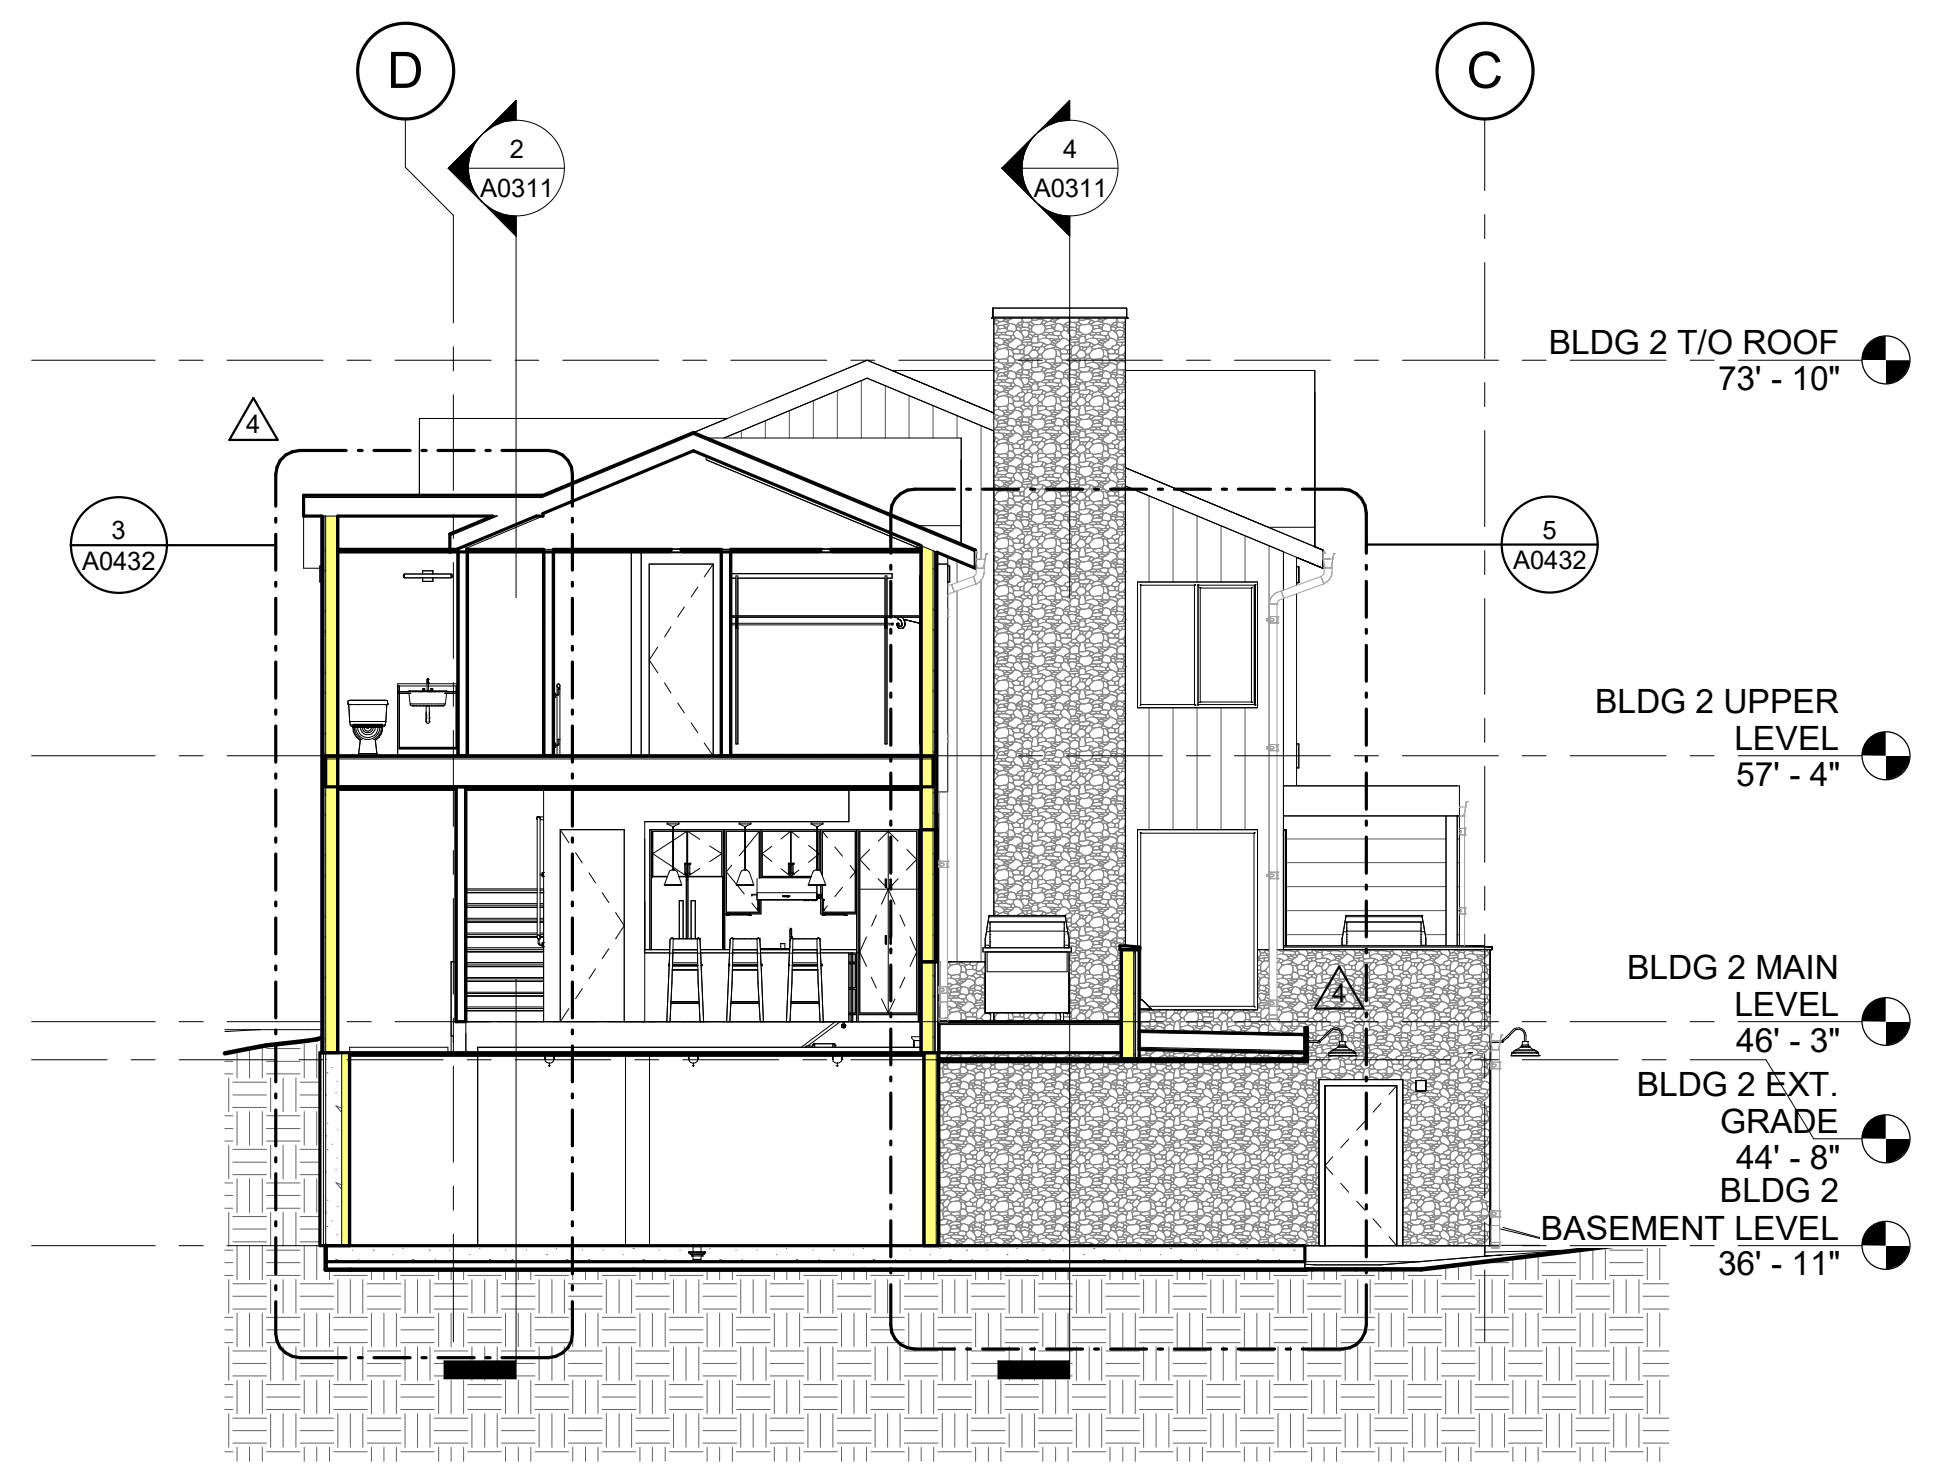 D
C
2
A0311
4
A0311
BLDG 2 T/O ROOF
73' - 10"
4
3
A0432
5
A0432
BLDG 2 UPPER
LEVEL
57' - 4"
BLDG 2 MAIN
LEVEL
46' - 3"
4
BLDG 2 EXT.
GRADE
44' - 8"
BLDG 2
BASEMENT LEVEL
36' - 11"